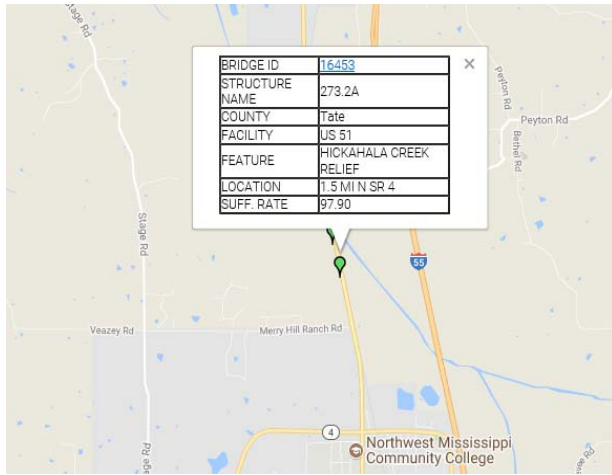 Stage Rd
BRIDGE ID 16453
STRUCTURE
NAME 273.2A
COUNTY Tate
FACILITY US 51
FEATURE HICKAHALA CREEK
RELIEF
LOCATION 1.5 MI N SR 4
SUFF. RATE 97.90
×
Peyton Rd
Peyton Rd
Bethel Rd
Stage Rd
55
Veazey Rd
Merry Hill Ranch Rd
4
Stage Rd
Northwest Mississippi
Community College